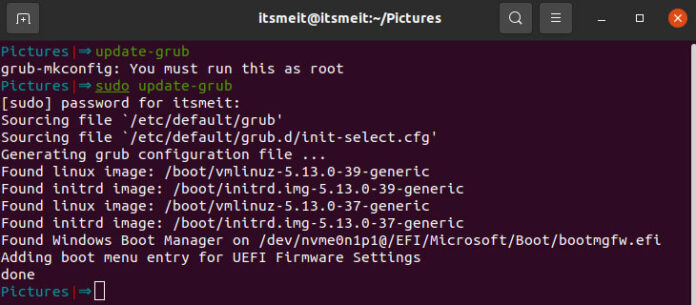 itsmeit@itsmeit:~/Pictures
Pictures|⇒update-grub
grub-mkconfig: You must run this as root
Pictures|⇒sudo update-grub
[sudo] password for itsmeit:
Sourcing file `/etc/default/grub'
Sourcing file `/etc/default/grub.d/init-select.cfg'
Generating grub configuration file ...
Found linux image: /boot/vmlinuz-5.13.0-39-generic
Found initrd image: /boot/initrd.img-5.13.0-39-generic
Found linux image: /boot/vmlinuz-5.13.0-37-generic
Found initrd image: /boot/initrd.img-5.13.0-37-generic
Found Windows Boot Manager on /dev/nvme0n1p1@/EFI/Microsoft/Boot/bootmgfw.efi
Adding boot menu entry for UEFI Firmware Settings
done
Pictures|⇒